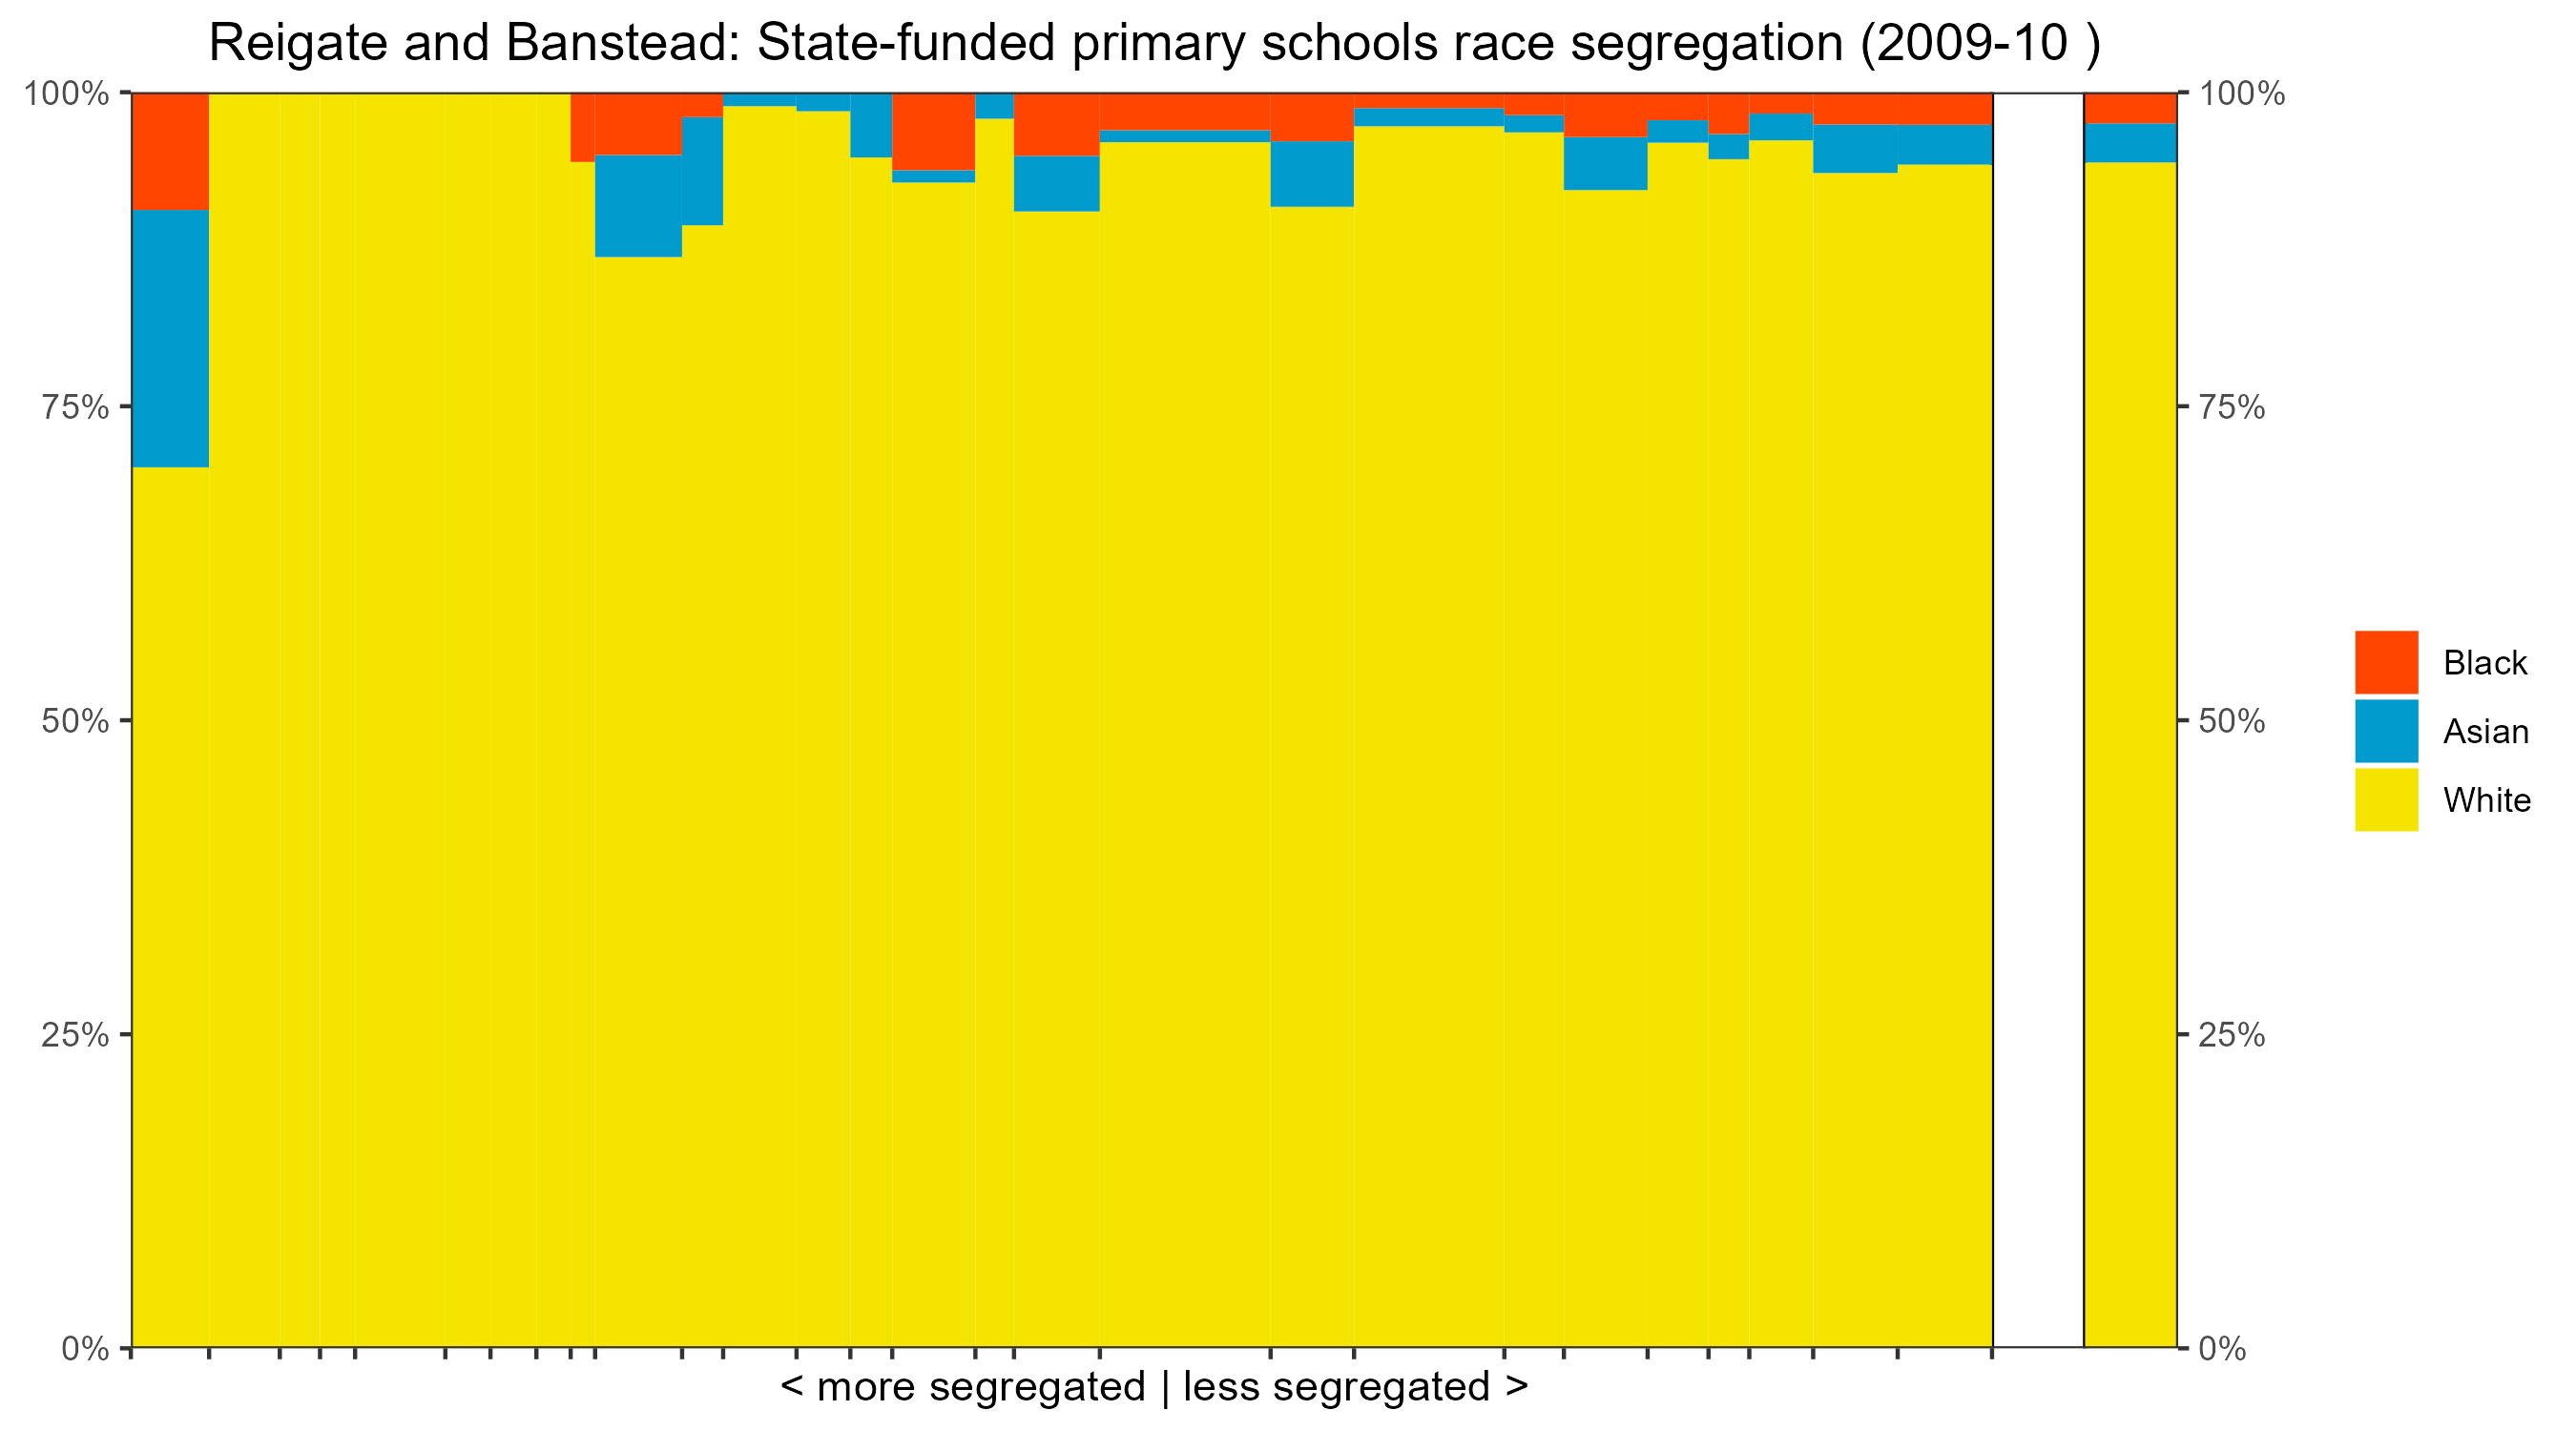 Reigate and Banstead: State-funded primary schools race segregation (2009-10 )
100%
75%
50%
25%
0%
100%
75%
50%
25%
0%
< more segregated | less segregated >
Black
Asian
White